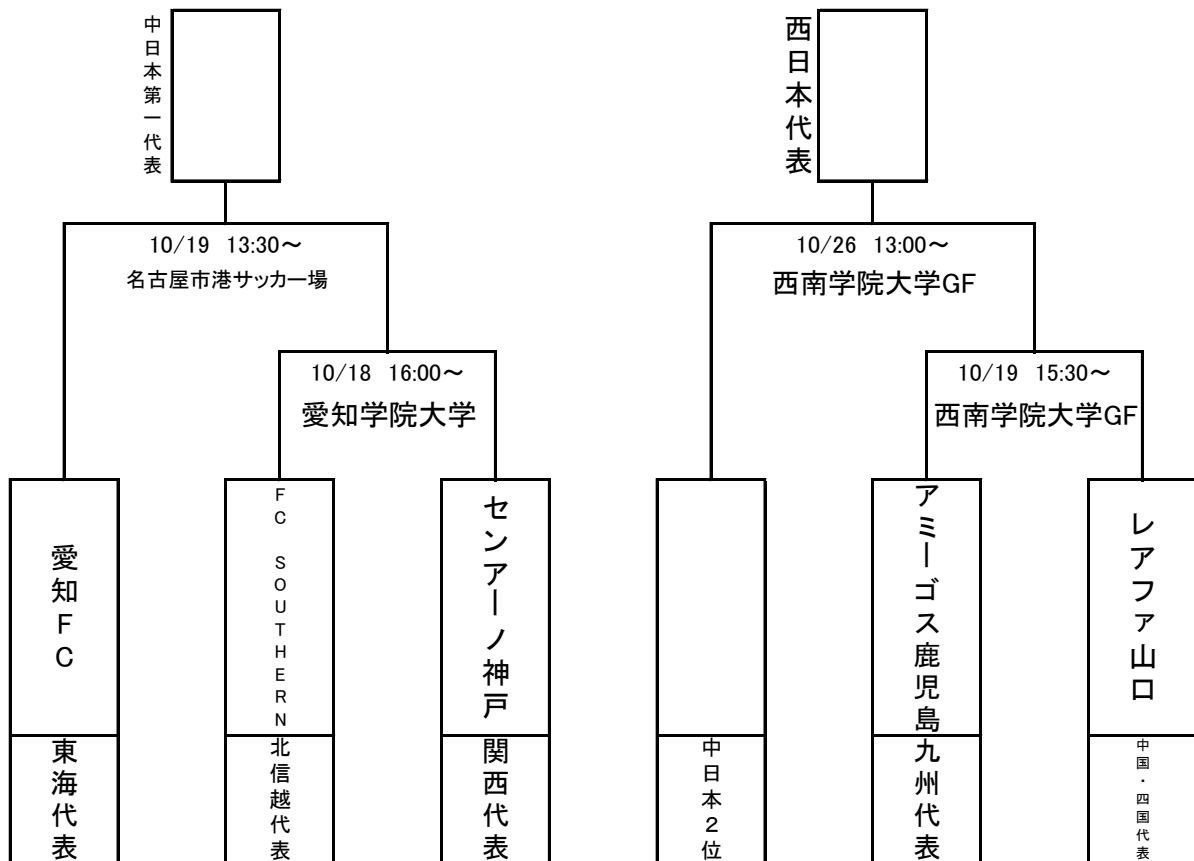 中日本第一代表
西日本代表
10/19 13:30～
名古屋市港サッカー場
10/26 13:00～
西南学院大学GF
10/18 16:00～
愛知学院大学
10/19 15:30～
西南学院大学GF
愛知FC
FC SOUTHERN
センアーノ神戸
アミーゴス鹿児島
レアファ山口
東海代表
北信越代表
関西代表
中日本２位
九州代表
中国・四国代表